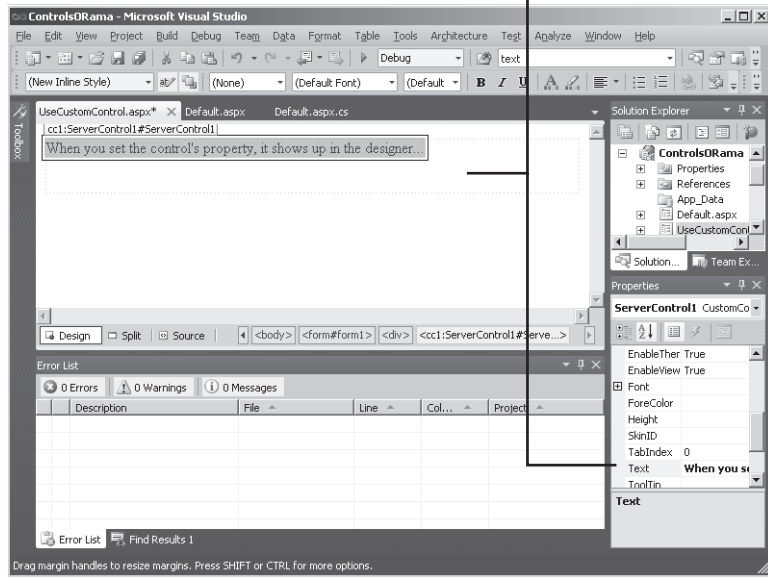 ControlsORama - Microsoft Visual Studio
File Edit View Project Build Debug Team Data Format Table Tools Architecture Test Analyze Window Help
Debug text
(New Inline Style) (None) (Default Font) (Default B I U A
Toolbox
UseCustomControl.aspx* Default.aspx Default.aspx.cs
cc1:ServerControl1#ServerControl1
When you set the control's property, it shows up in the designer...
Design Split Source <body> <form#form1> <div> <cc1:ServerControl1#Serve...>
Error List
0 Errors 0 Warnings 0 Messages
Description File Line Col... Project
Error List Find Results 1
Solution Explorer
ControlsORama
Properties
References
App_Data
Default.aspx
UseCustomCon
Solution... Team Ex...
Properties
ServerControl1 CustomCo
EnableTher True
EnableView True
Font
ForeColor
Height
SkinID
TabIndex 0
Text When you se
ToolTip
Text
Drag margin handles to resize margins. Press SHIFT or CTRL for more options.